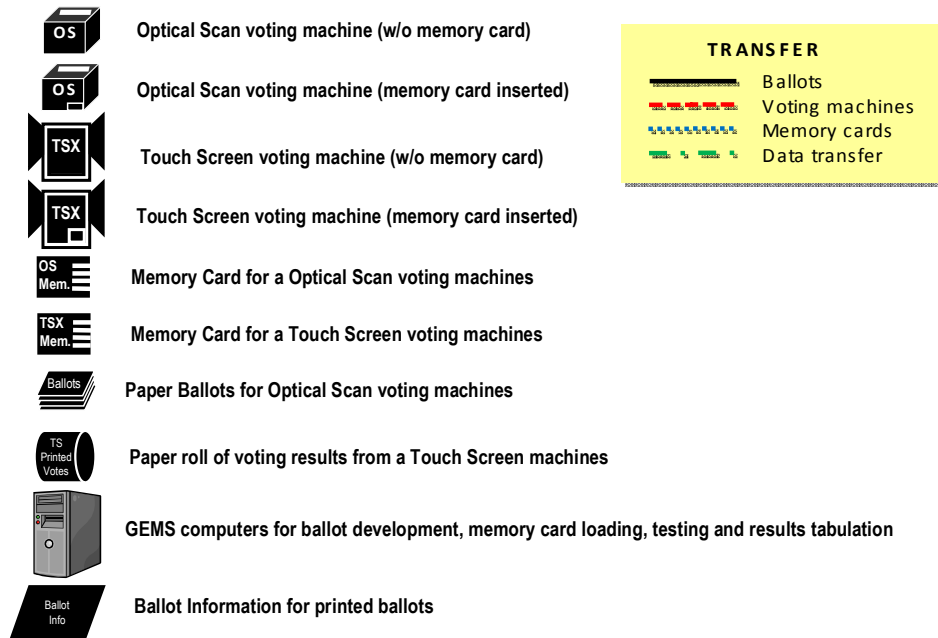 OS
Optical Scan voting machine (w/o memory card)
OS
Optical Scan voting machine (memory card inserted)
TSX
Touch Screen voting machine (w/o memory card)
TSX
Touch Screen voting machine (memory card inserted)
OS
Mem.
Memory Card for a Optical Scan voting machines
TSX
Mem.
Memory Card for a Touch Screen voting machines
Ballots
Paper Ballots for Optical Scan voting machines
TS
Printed
Votes
Paper roll of voting results from a Touch Screen machines
GEMS computers for ballot development, memory card loading, testing and results tabulation
Ballot
Info
Ballot Information for printed ballots
TRANSFER
Ballots
Voting machines
Memory cards
Data transfer